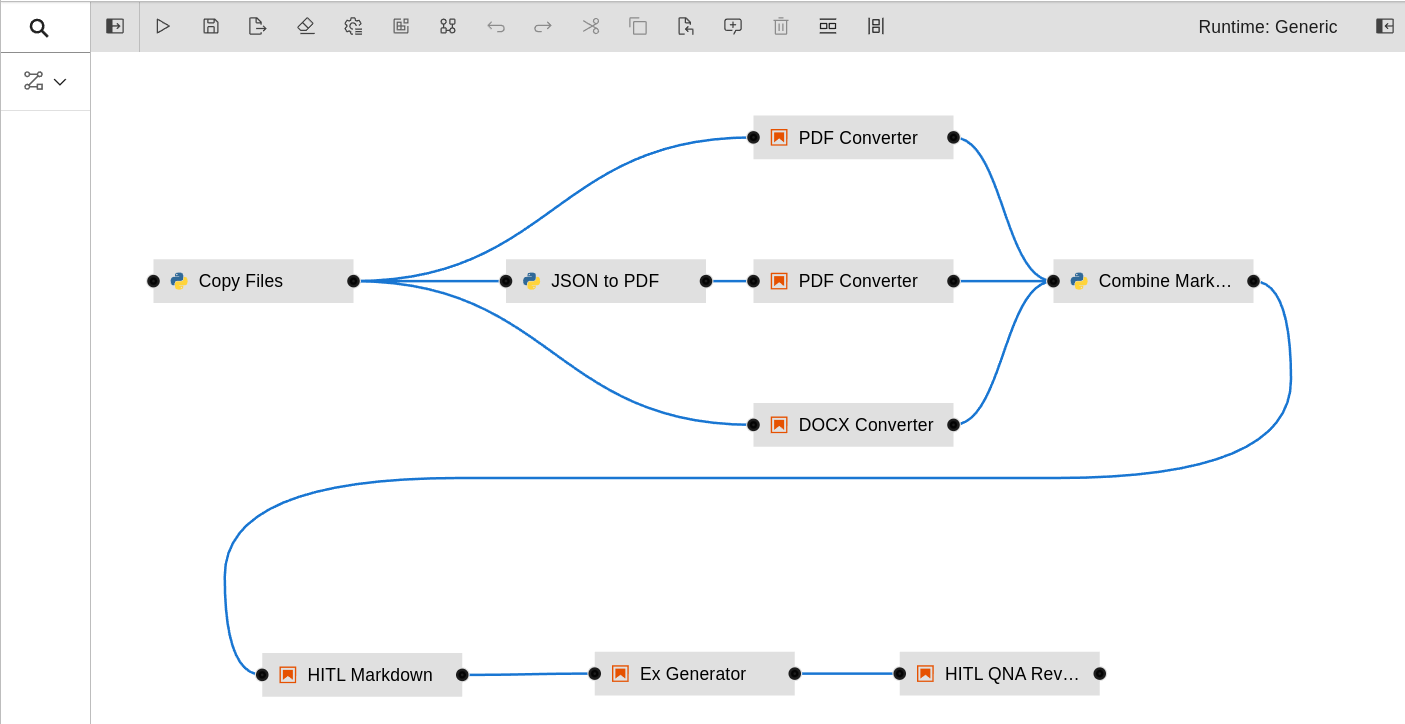 Runtime: Generic
PDF Converter
Copy Files
JSON to PDF
PDF Converter
Combine Mark...
DOCX Converter
HITL Markdown
Ex Generator
HITL QNA Rev...